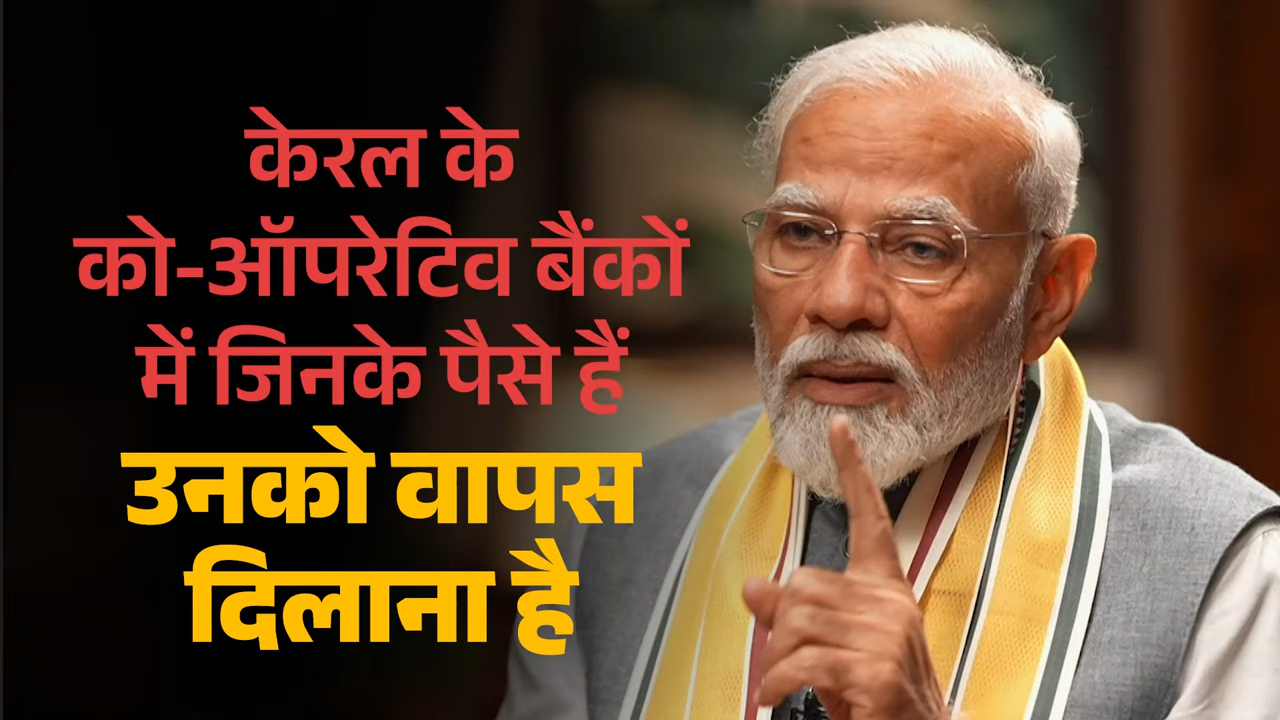 केरल के
को-ऑपरेटिव बैंकों
में जिनके पैसे हैं
उनको वापस
दिलाना है